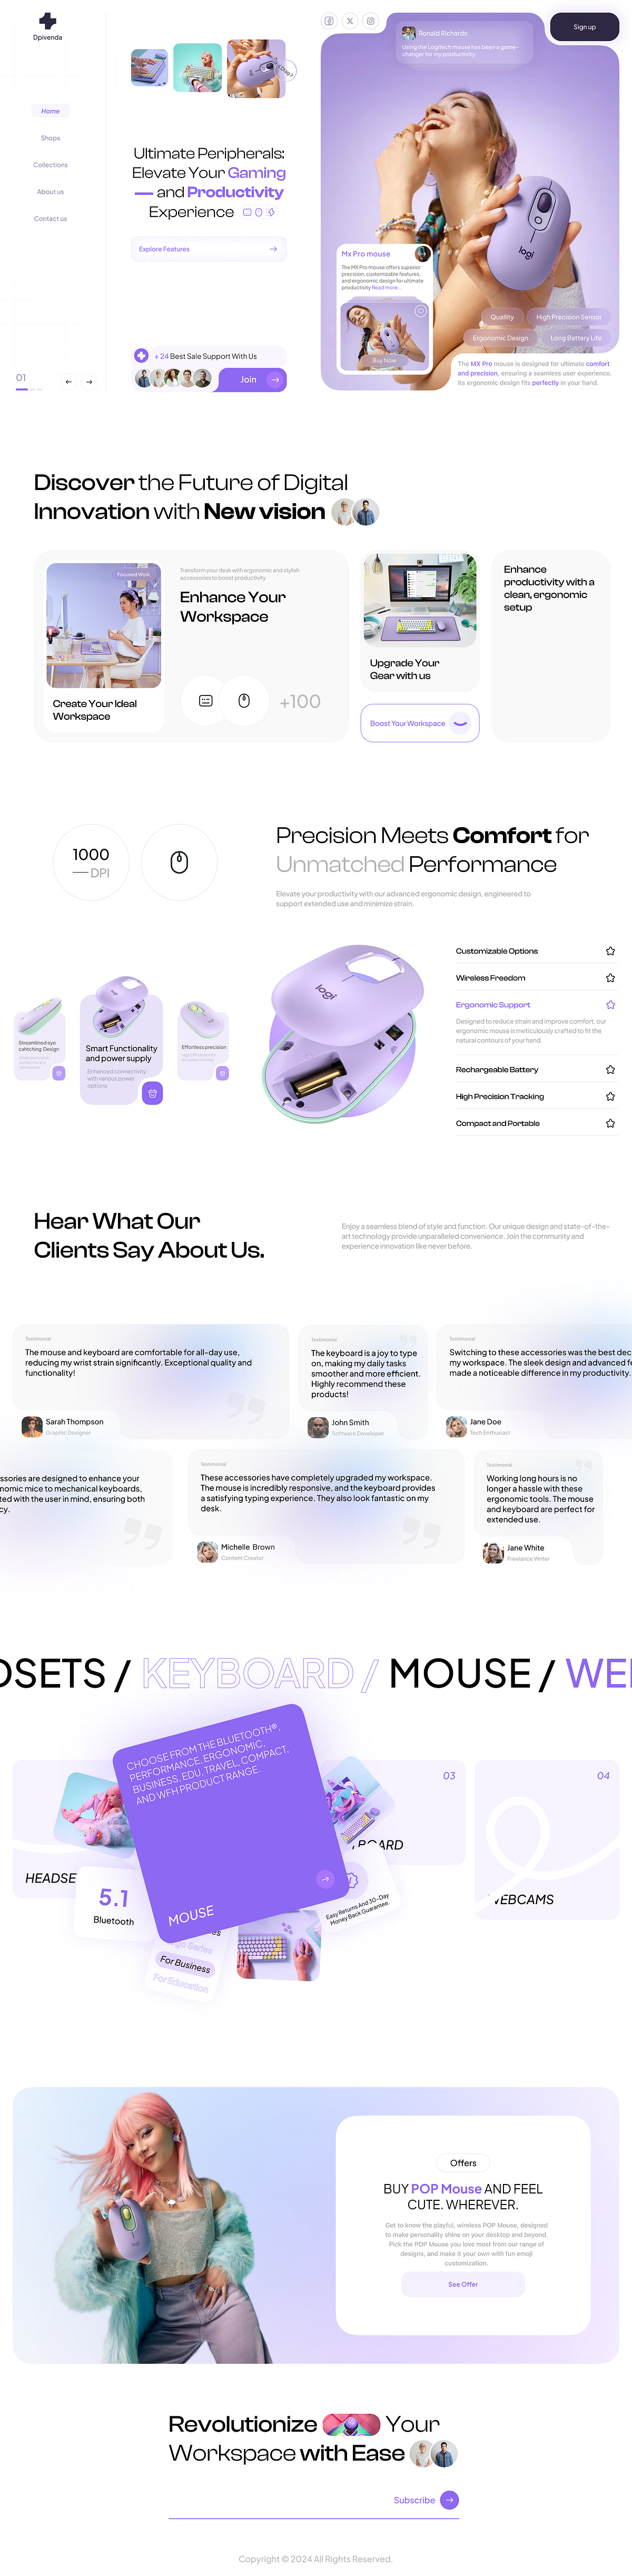 Dpivenda
Home
Shops
Collections
About us
Contact us
01
Drag
Ultimate Peripherals:
Elevate Your Gaming
— and Productivity
Experience
Explore Features
+ 24 Best Sale Support With Us
Join
Sign up
Ronald Richards
Using the Logitech mouse has been a game-
changer for my productivity.
logi
Mx Pro mouse
The MX Pro mouse offers superior
precision, customizable features,
and ergonomic design for ultimate
productivity Read more...
Buy Now
Quality
High Precision Sensor
Ergonomic Design
Long Battery Life
The MX Pro mouse is designed for ultimate comfort
and precision, ensuring a seamless user experience.
Its ergonomic design fits perfectly in your hand.
Discover the Future of Digital
Innovation with New vision
Focused Work
Create Your Ideal
Workspace
Transform your desk with ergonomic and stylish
accessories to boost productivity
Enhance Your
Workspace
+100
Upgrade Your
Gear with us
Boost Your Workspace
Enhance
productivity with a
clean, ergonomic
setup
1000
— DPI
Precision Meets Comfort for
Unmatched Performance
Elevate your productivity with our advanced ergonomic design, engineered to
support extended use and minimize strain.
Streamlined eye
catching Design
Smart Functionality
and power supply
Enhanced connectivity
with various power
options
Effortless precision
logi
Customizable Options
Wireless Freedom
Ergonomic Support
Designed to reduce strain and improve comfort, our
ergonomic mouse is meticulously crafted to fit the
natural contours of your hand.
Rechargeable Battery
High Precision Tracking
Compact and Portable
Hear What Our
Clients Say About Us.
Enjoy a seamless blend of style and function. Our unique design and state-of-the-
art technology provide unparalleled convenience. Join the community and
experience innovation like never before.
Testimonial
The mouse and keyboard are comfortable for all-day use,
reducing my wrist strain significantly. Exceptional quality and
functionality!
Sarah Thompson
Graphic Designer
Testimonial
The keyboard is a joy to type
on, making my daily tasks
smoother and more efficient.
Highly recommend these
products!
John Smith
Software Developer
Testimonial
Switching to these accessories was the best dec
my workspace. The sleek design and advanced fe
made a noticeable difference in my productivity.
Jane Doe
Tech Enthusiast
ssories are designed to enhance your
nomic mice to mechanical keyboards,
ted with the user in mind, ensuring both
cy.
Testimonial
These accessories have completely upgraded my workspace.
The mouse is incredibly responsive, and the keyboard provides
a satisfying typing experience. They also look fantastic on my
desk.
Michelle Brown
Content Creator
Testimonial
Working long hours is no
longer a hassle with these
ergonomic tools. The mouse
and keyboard are perfect for
extended use.
Jane White
Freelance Writer
OSETS / KEYBOARD / MOUSE / WE
HEADSE
5.1
Bluetooth
CHOOSE FROM THE BLUETOOTH®,
PERFORMANCE, ERGONOMIC,
BUSINESS, EDU, TRAVEL, COMPACT,
AND WFH PRODUCT RANGE.
MOUSE
Series
For Business
For Education
03
BOARD
Easy Returns And 30-Day
Money Back Guarantee.
04
WEBCAMS
Offers
BUY POP Mouse AND FEEL
CUTE. WHEREVER.
Get to know the playful, wireless POP Mouse, designed
to make personality shine on your desktop and beyond.
Pick the POP Mouse you love most from our range of
designs, and make it your own with fun emoji
customization.
See Offer
Revolutionize Your
Workspace with Ease
Subscribe
Copyright © 2024 All Rights Reserved.